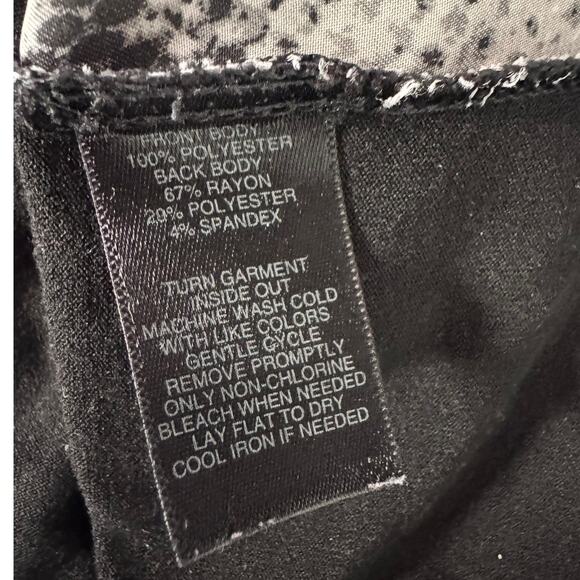 FRONT BODY
100% POLYESTER
BACK BODY
67% RAYON
29% POLYESTER
4% SPANDEX
TURN GARMENT
INSIDE OUT
MACHINE WASH COLD
WITH LIKE COLORS
GENTLE CYCLE
REMOVE PROMPTLY
ONLY NON-CHLORINE
BLEACH WHEN NEEDED
LAY FLAT TO DRY
COOL IRON IF NEEDED